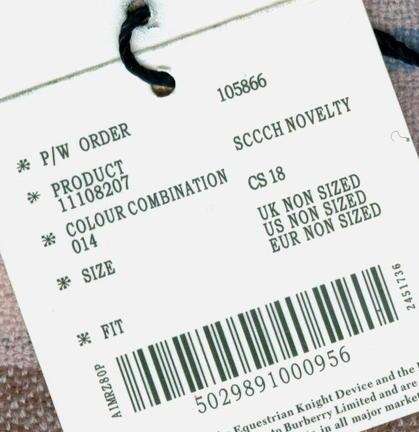 * P/W ORDER 105866
* PRODUCT SCCCH NOVELTY
11108207
* COLOUR COMBINATION CS 18
014
* SIZE UK NON SIZED
US NON SIZED
EUR NON SIZED
* FIT
AIMRZ80P
2451736
5029891000956
Equestrian Knight Device and the
to Burberry Limited and are
in all major market